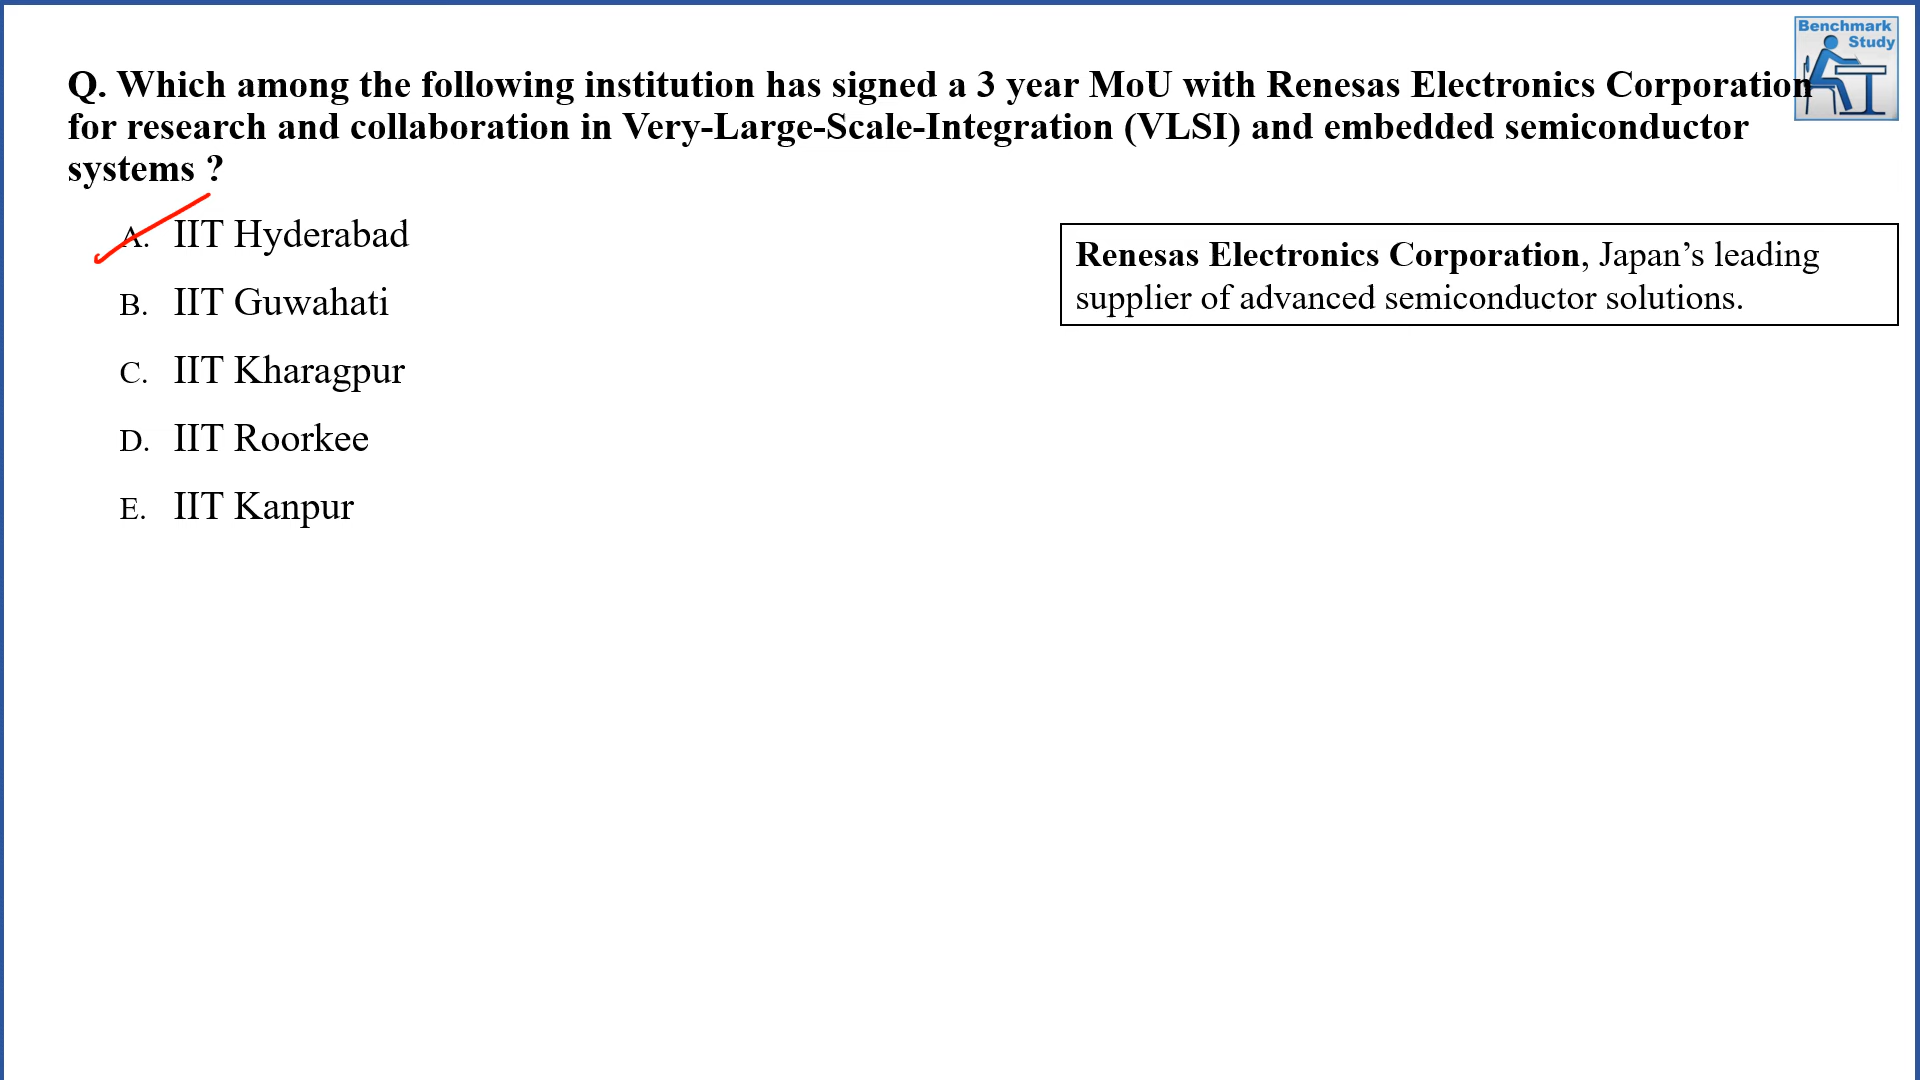 Benchmark
Study
Q. Which among the following institution has signed a 3 year MoU with Renesas Electronics Corporation
for research and collaboration in Very-Large-Scale-Integration (VLSI) and embedded semiconductor
systems ?
A. IIT Hyderabad
B. IIT Guwahati
C. IIT Kharagpur
D. IIT Roorkee
E. IIT Kanpur
Renesas Electronics Corporation, Japan’s leading
supplier of advanced semiconductor solutions.